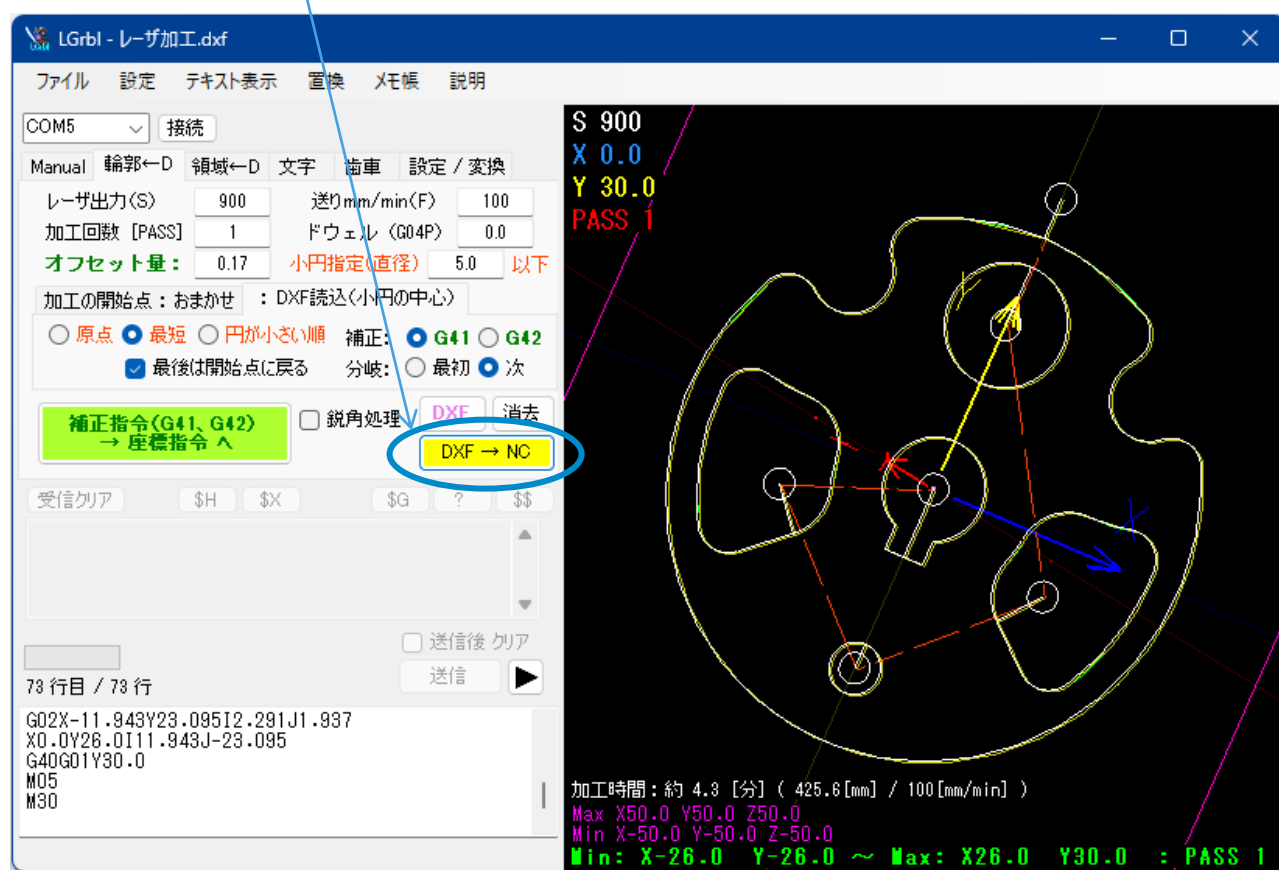 LGrbl - レーザ加工.dxf
ファイル 設定 テキスト表示 置換 メモ帳 説明
COM5 接続
Manual 輪郭←D 領域←D 文字 歯車 設定 / 変換
レーザ出力(S) 900 送りmm/min(F) 100
加工回数 [PASS] 1 ドウェル (G04P) 0.0
オフセット量： 0.17 小円指定(直径) 5.0 以下
加工の開始点：おまかせ ：DXF読込(小円の中心)
原点 最短 円が小さい順 補正： G41 G42
最後は開始点に戻る 分岐： 最初 次
補正指令(G41、G42)
→ 座標指令 へ
鋭角処理 DXF 消去
DXF → NC
受信クリア $H $X $G ? $$
送信後 クリア
送信
73 行目 / 73 行
G02X-11.943Y23.095I2.291J1.937
X0.0Y26.0I11.943J-23.095
G40G01Y30.0
M05
M30
S 900
X 0.0
Y 30.0
PASS 1
Y
X
加工時間：約 4.3 [分] ( 425.6[mm] / 100[mm/min] )
Max X50.0 Y50.0 Z50.0
Min X-50.0 Y-50.0 Z-50.0
Min: X-26.0 Y-26.0 ～ Max: X26.0 Y30.0 : PASS 1